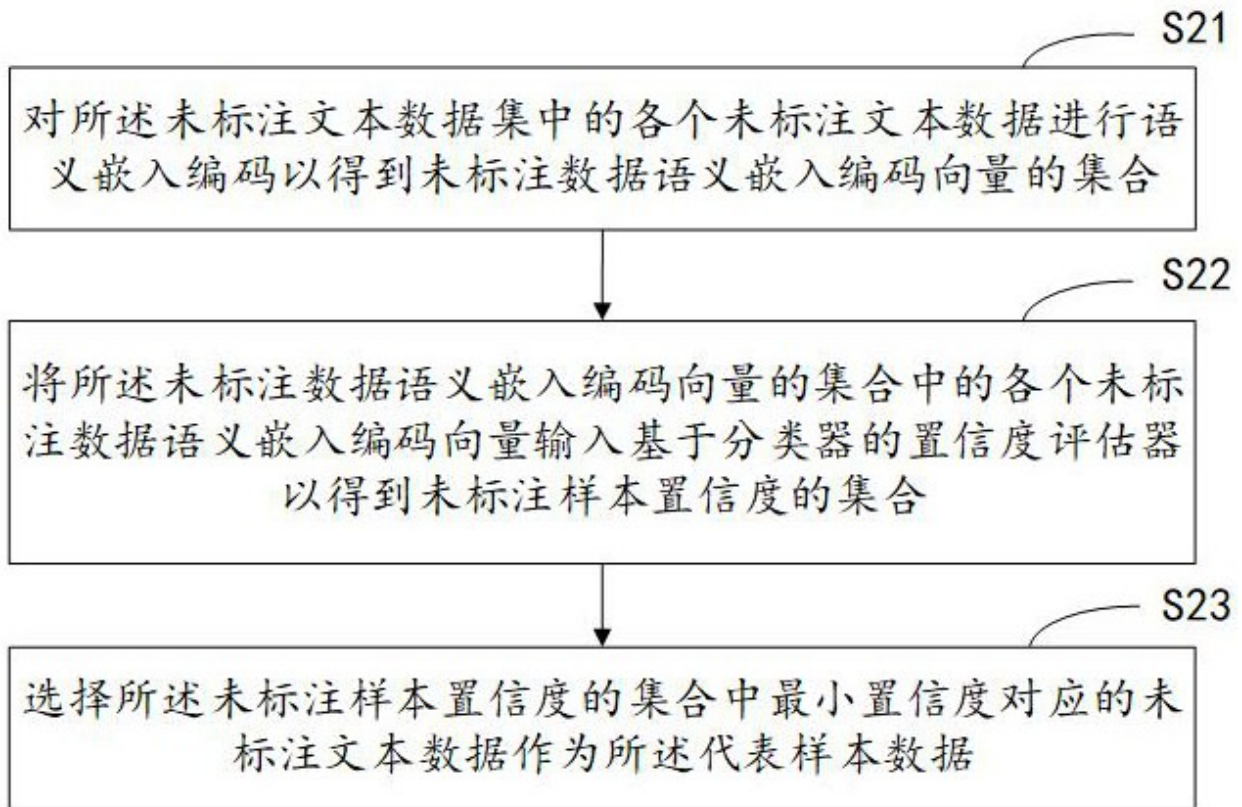 S21
对所述未标注文本数据集中的各个未标注文本数据进行语
义嵌入编码以得到未标注数据语义嵌入编码向量的集合
S22
将所述未标注数据语义嵌入编码向量的集合中的各个未标
注数据语义嵌入编码向量输入基于分类器的置信度评估器
以得到未标注样本置信度的集合
S23
选择所述未标注样本置信度的集合中最小置信度对应的未
标注文本数据作为所述代表样本数据